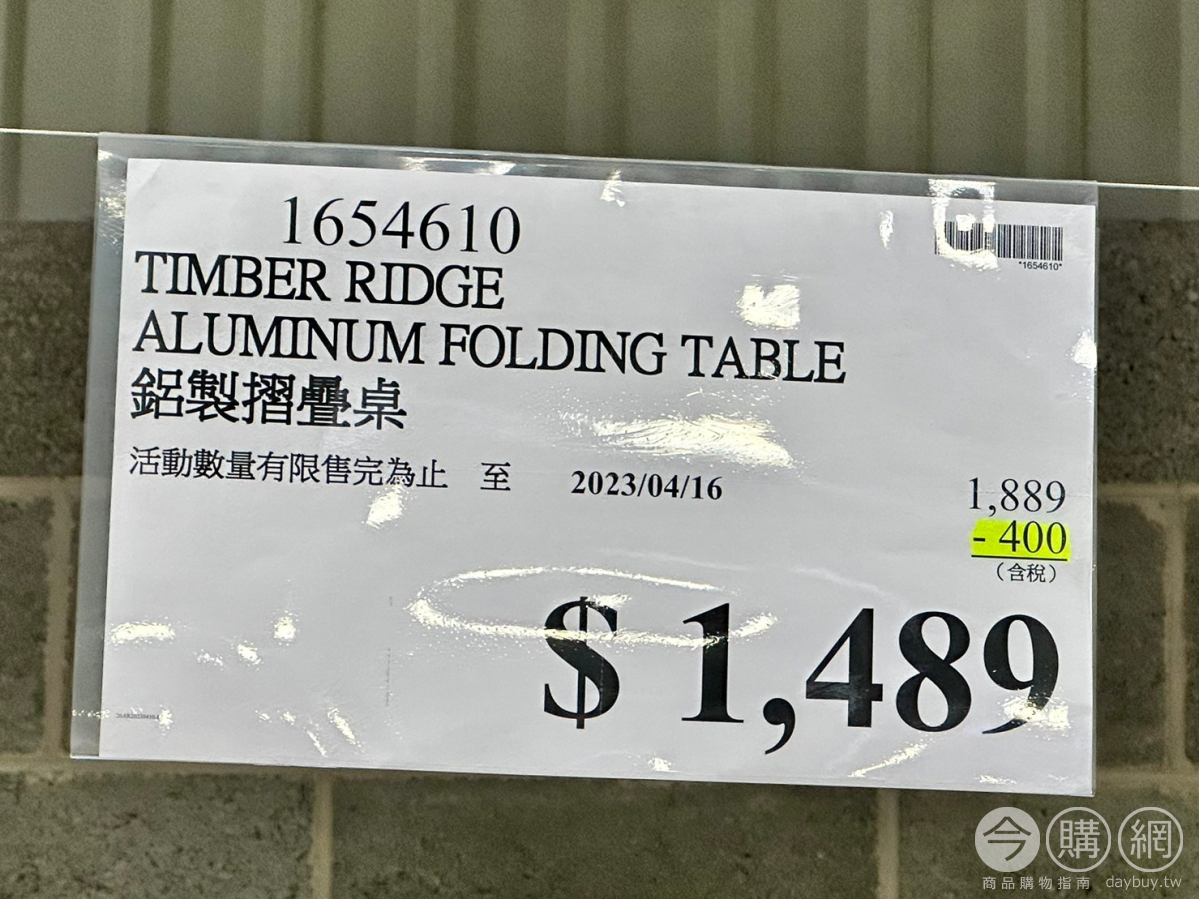 1654610
*1654610*
TIMBER RIDGE
ALUMINUM FOLDING TABLE
鋁製摺疊桌
活動數量有限售完為止 至 2023/04/16
1,889
- 400
(含稅)
$ 1,489
今購網
商品購物指南 daybuy.tw